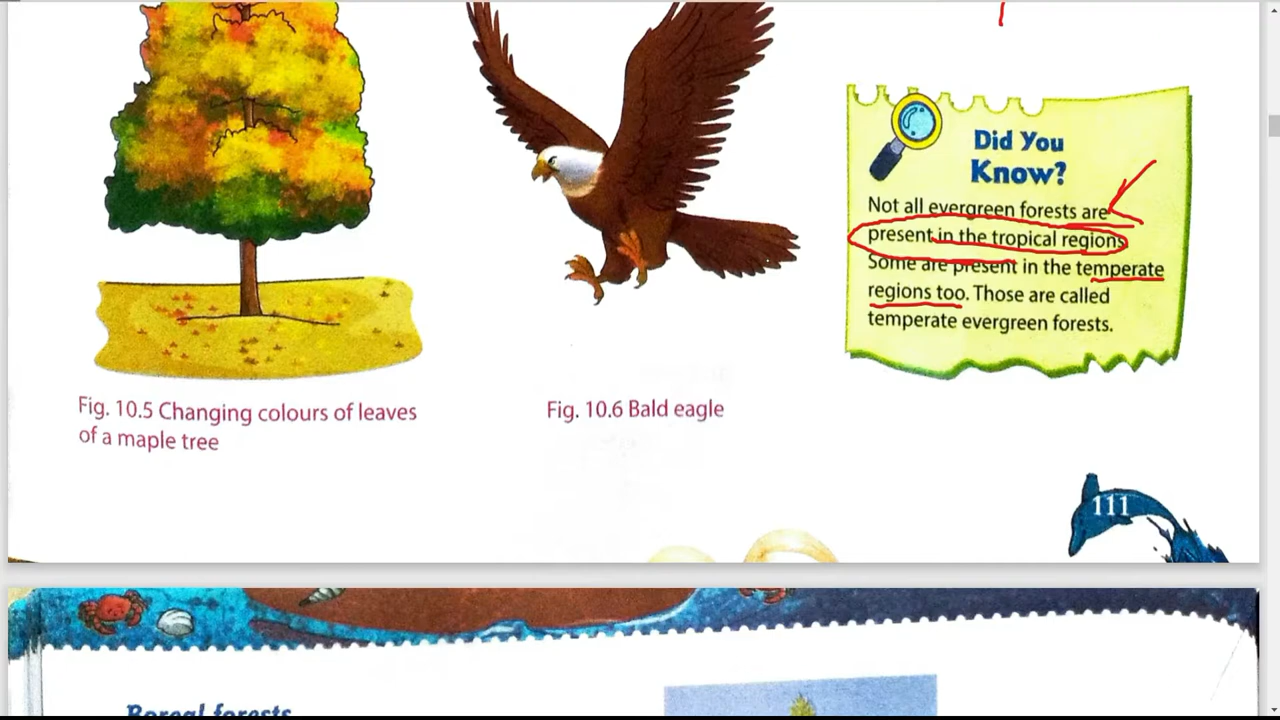 Did You
Know?
Not all evergreen forests are
present in the tropical regions
Some are present in the temperate
regions too. Those are called
temperate evergreen forests.
Fig. 10.5 Changing colours of leaves
of a maple tree
Fig. 10.6 Bald eagle
111
Boreal forests